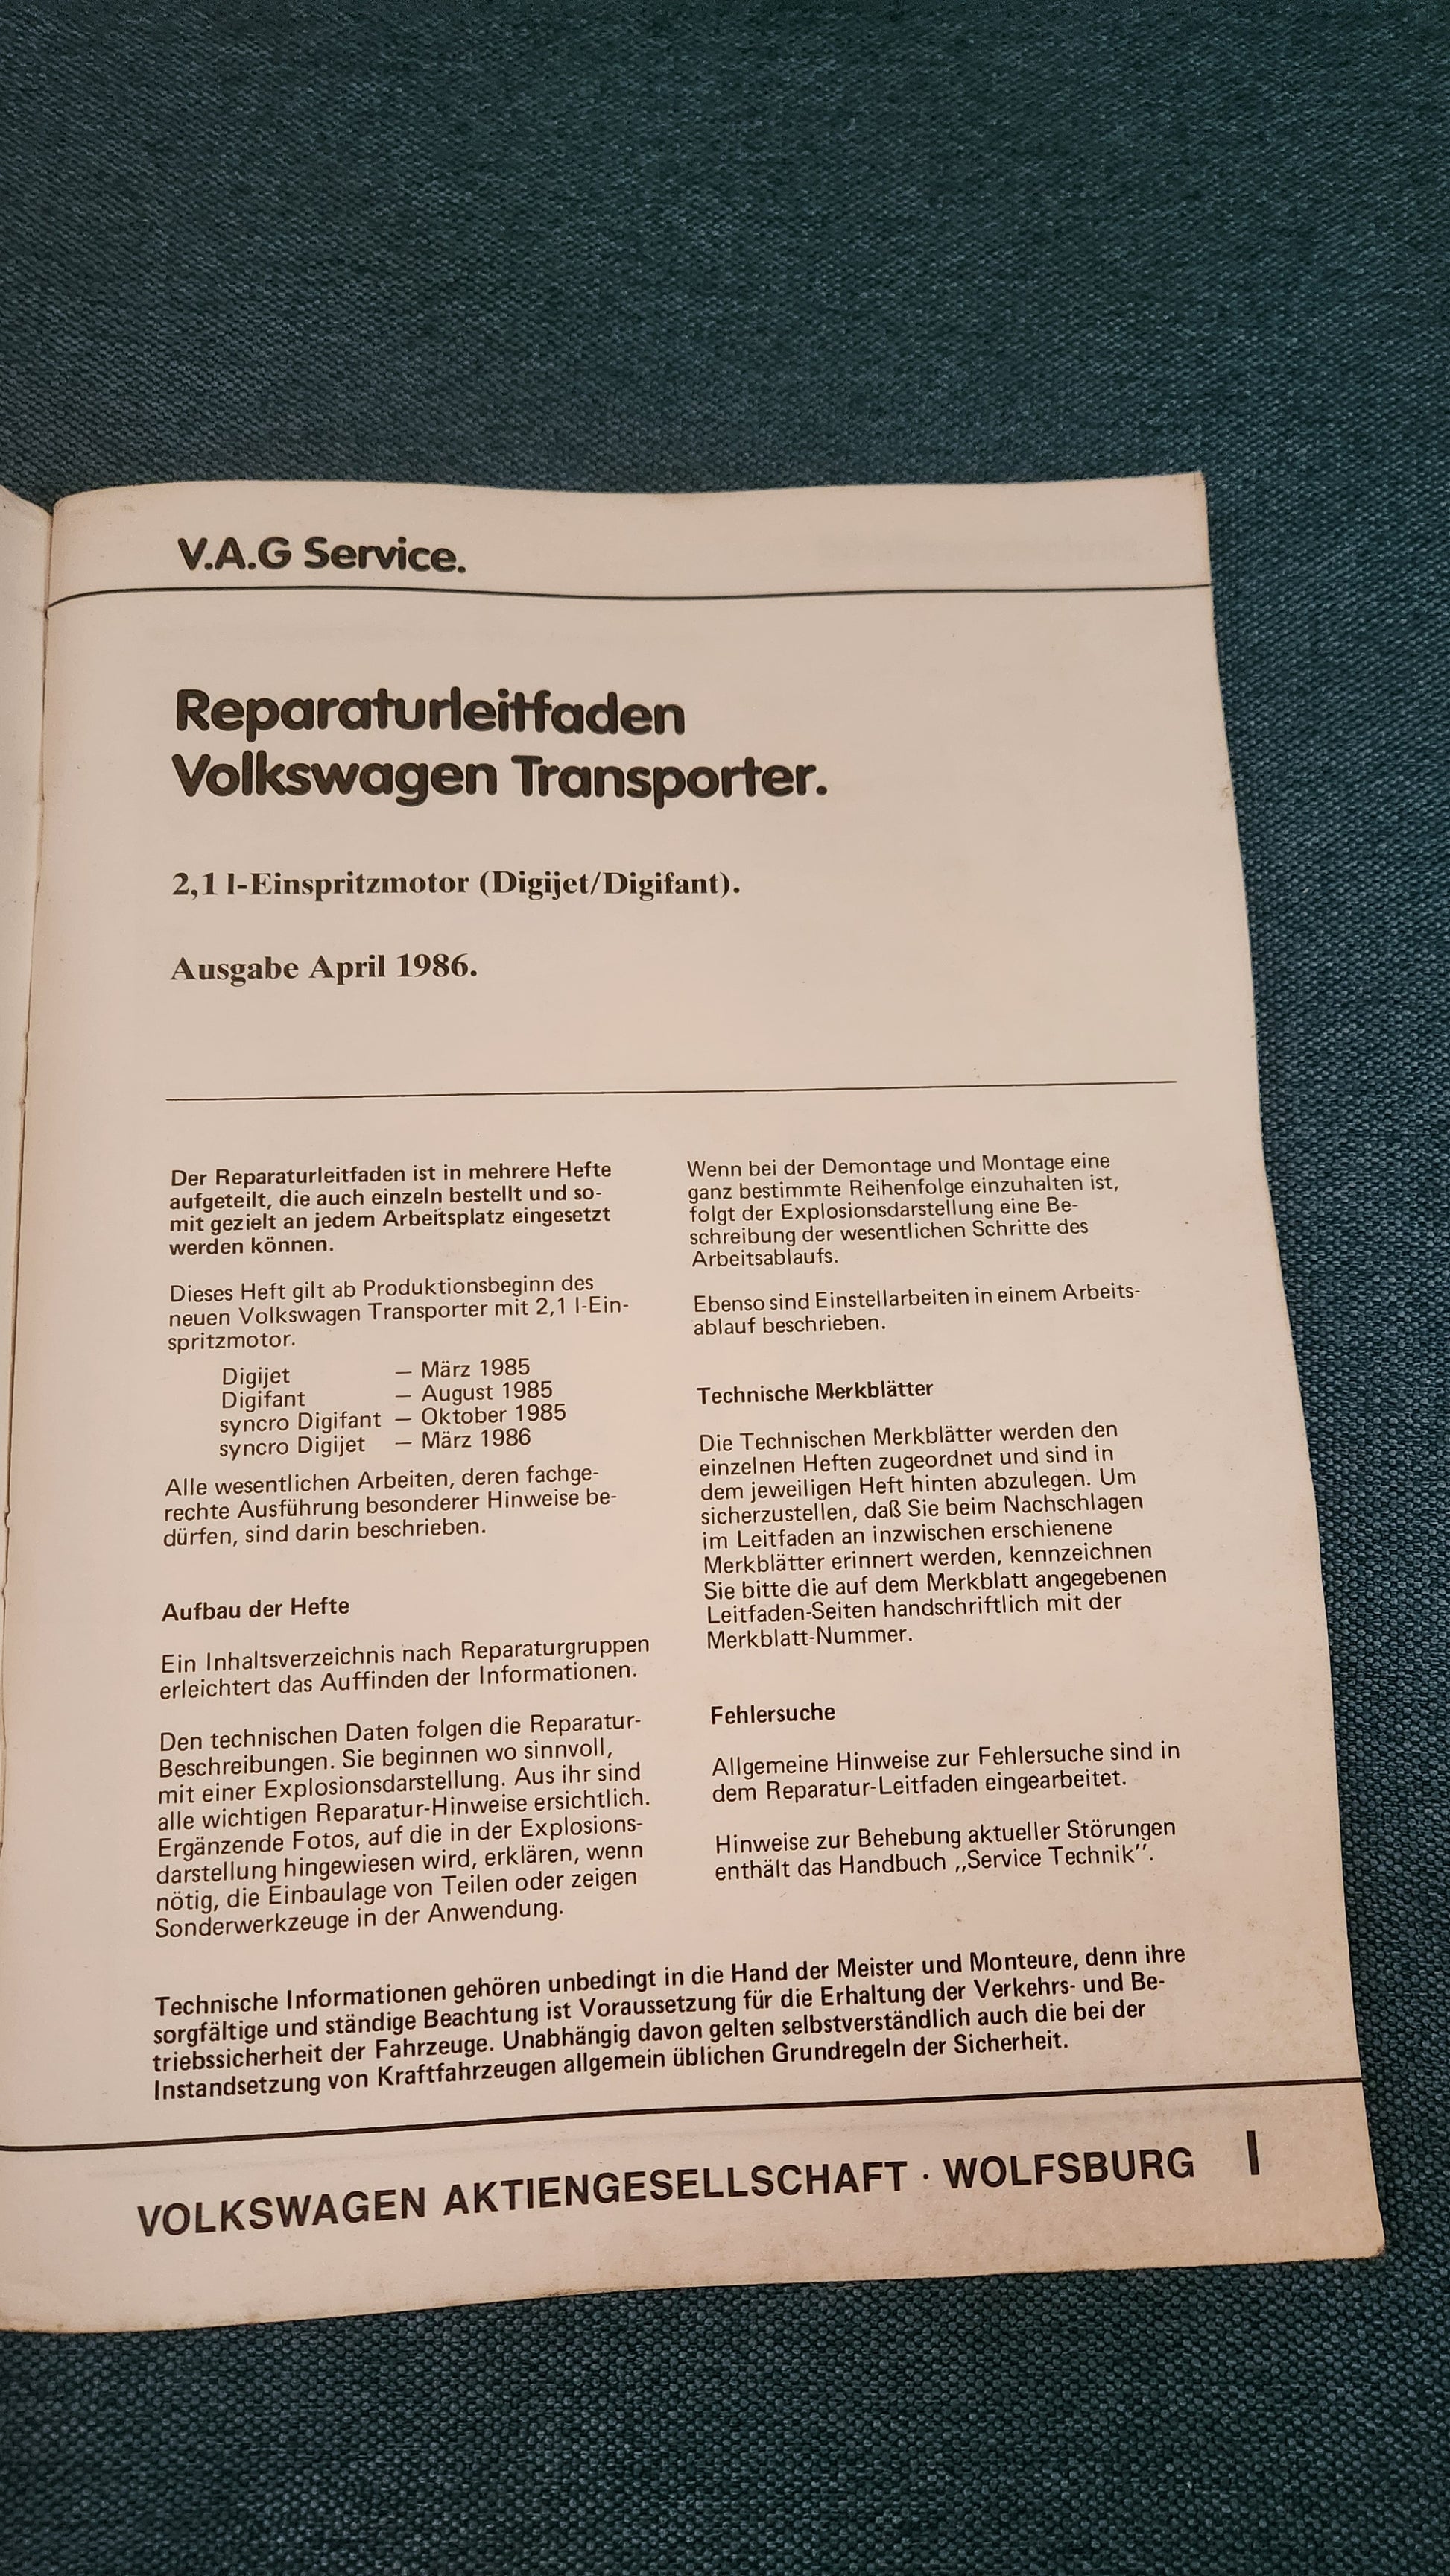 V.A.G Service.
Reparaturleitfaden
Volkswagen Transporter.
2,1 l-Einspritzmotor (Digijet/Digifant).
Ausgabe April 1986.
Der Reparaturleitfaden ist in mehrere Hefte
aufgeteilt, die auch einzeln bestellt und so-
mit gezielt an jedem Arbeitsplatz eingesetzt
werden können.
Dieses Heft gilt ab Produktionsbeginn des
neuen Volkswagen Transporter mit 2,1 l-Ein-
spritzmotor.
Digijet — März 1985
Digifant — August 1985
syncro Digifant — Oktober 1985
syncro Digijet — März 1986
Alle wesentlichen Arbeiten, deren fachge-
rechte Ausführung besonderer Hinweise be-
dürfen, sind darin beschrieben.
Aufbau der Hefte
Ein Inhaltsverzeichnis nach Reparaturgruppen
erleichtert das Auffinden der Informationen.
Den technischen Daten folgen die Reparatur-
Beschreibungen. Sie beginnen wo sinnvoll,
mit einer Explosionsdarstellung. Aus ihr sind
alle wichtigen Reparatur-Hinweise ersichtlich.
Ergänzende Fotos, auf die in der Explosions-
darstellung hingewiesen wird, erklären, wenn
nötig, die Einbaulage von Teilen oder zeigen
Sonderwerkzeuge in der Anwendung.
Wenn bei der Demontage und Montage eine
ganz bestimmte Reihenfolge einzuhalten ist,
folgt der Explosionsdarstellung eine Be-
schreibung der wesentlichen Schritte des
Arbeitsablaufs.
Ebenso sind Einstellarbeiten in einem Arbeits-
ablauf beschrieben.
Technische Merkblätter
Die Technischen Merkblätter werden den
einzelnen Heften zugeordnet und sind in
dem jeweiligen Heft hinten abzulegen. Um
sicherzustellen, daß Sie beim Nachschlagen
im Leitfaden an inzwischen erschienene
Merkblätter erinnert werden, kennzeichnen
Sie bitte die auf dem Merkblatt angegebenen
Leitfaden-Seiten handschriftlich mit der
Merkblatt-Nummer.
Fehlersuche
Allgemeine Hinweise zur Fehlersuche sind in
dem Reparatur-Leitfaden eingearbeitet.
Hinweise zur Behebung aktueller Störungen
enthält das Handbuch ,,Service Technik’’.
Technische Informationen gehören unbedingt in die Hand der Meister und Monteure, denn ihre
sorgfältige und ständige Beachtung ist Voraussetzung für die Erhaltung der Verkehrs- und Be-
triebssicherheit der Fahrzeuge. Unabhängig davon gelten selbstverständlich auch die bei der
Instandsetzung von Kraftfahrzeugen allgemein üblichen Grundregeln der Sicherheit.
VOLKSWAGEN AKTIENGESELLSCHAFT · WOLFSBURG I